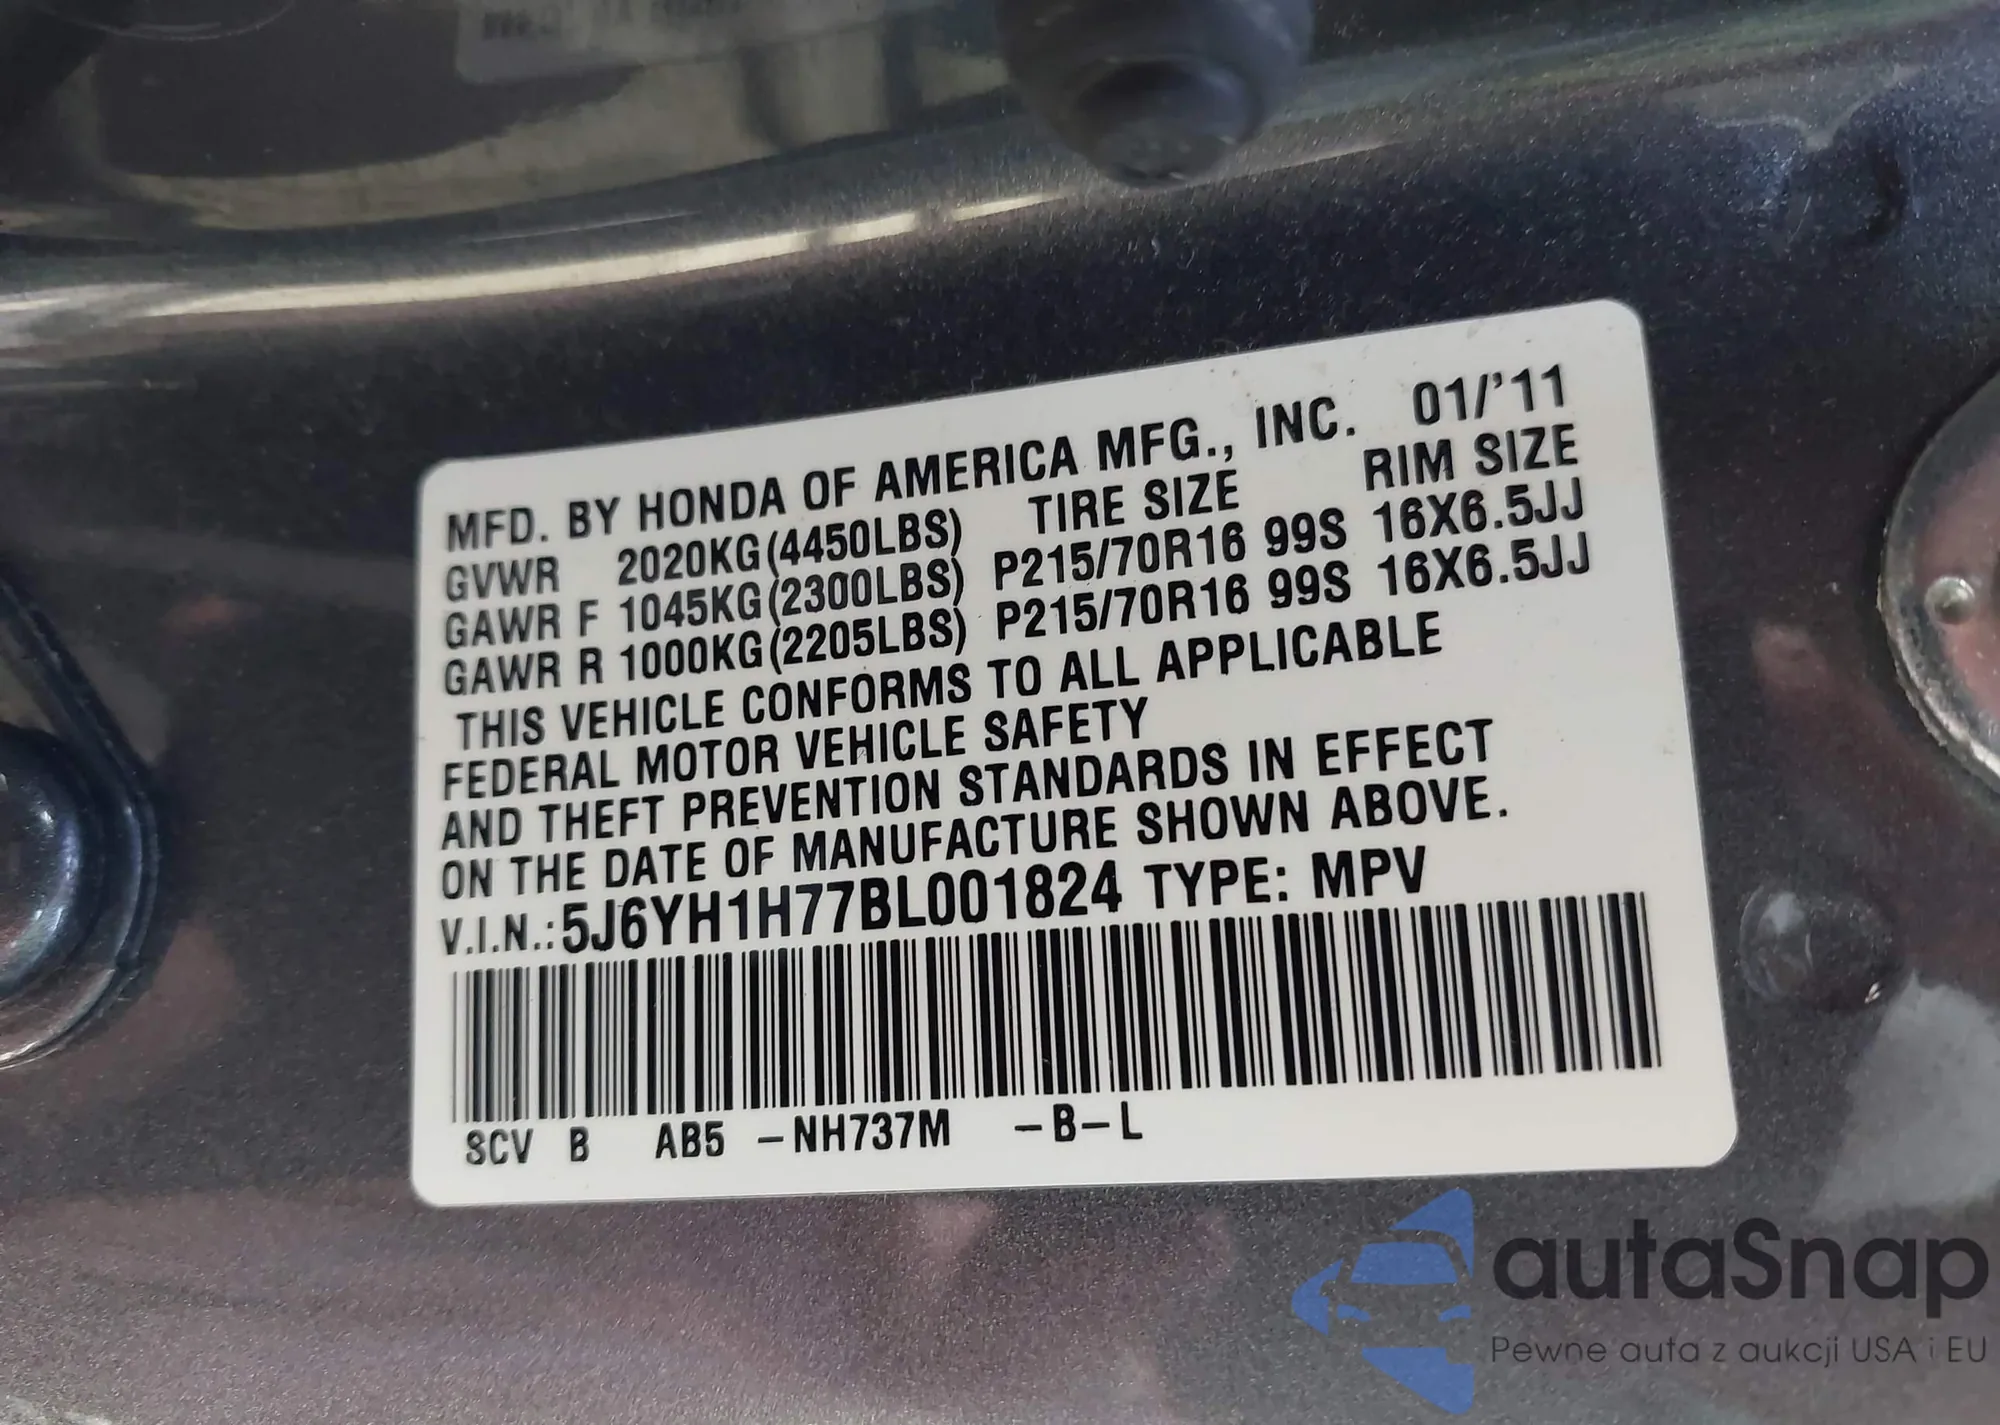 MFD. BY HONDA OF AMERICA MFG., INC. 01/'11
GVWR 2020KG(4450LBS) TIRE SIZE RIM SIZE
GAWR F 1045KG(2300LBS) P215/70R16 99S 16X6.5JJ
GAWR R 1000KG(2205LBS) P215/70R16 99S 16X6.5JJ
THIS VEHICLE CONFORMS TO ALL APPLICABLE
FEDERAL MOTOR VEHICLE SAFETY
AND THEFT PREVENTION STANDARDS IN EFFECT
ON THE DATE OF MANUFACTURE SHOWN ABOVE.
V.I.N.:5J6YH1H77BL001824 TYPE: MPV
SCV B AB5 -NH737M -B-L
autaSnap
Pewne auta z aukcji USA i EU